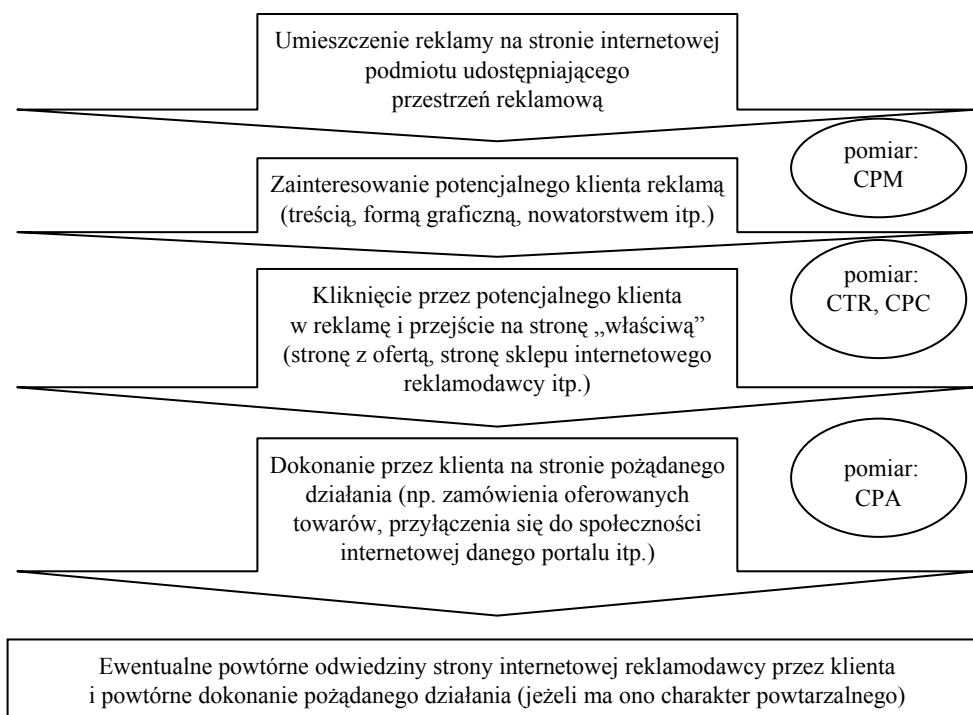 Umieszczenie reklamy na stronie internetowej
podmiotu udostępniającego
przestrzeń reklamową
pomiar:
CPM
Zainteresowanie potencjalnego klienta reklamą
(treścią, formą graficzną, nowatorstwem itp.)
pomiar:
CTR, CPC
Kliknięcie przez potencjalnego klienta
w reklamę i przejście na stronę „właściwą”
(stronę z ofertą, stronę sklepu internetowego
reklamodawcy itp.)
Dokonanie przez klienta na stronie pożądanego
działania (np. zamówienia oferowanych
towarów, przyłączenia się do społeczności
internetowej danego portalu itp.)
pomiar:
CPA
Ewentualne powtórne odwiedziny strony internetowej reklamodawcy przez klienta
i powtórne dokonanie pożądanego działania (jeżeli ma ono charakter powtarzalnego)